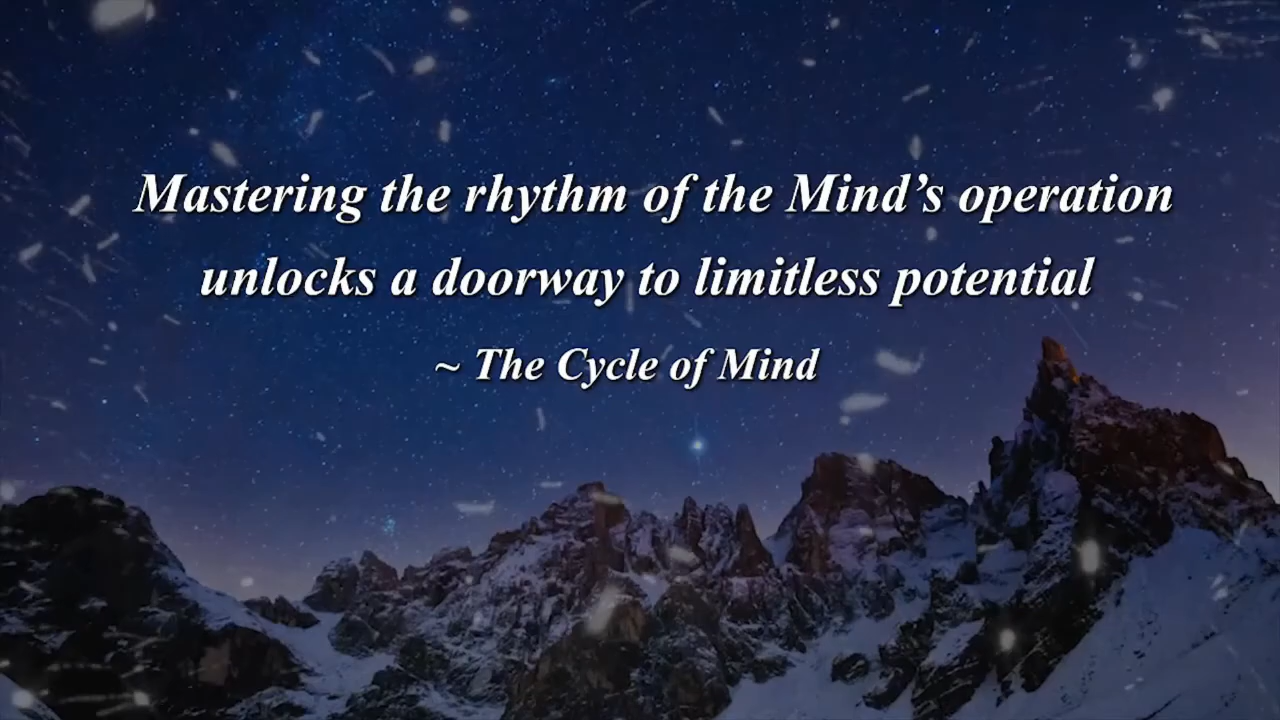 Mastering the rhythm of the Mind’s operation
unlocks a doorway to limitless potential
~ The Cycle of Mind